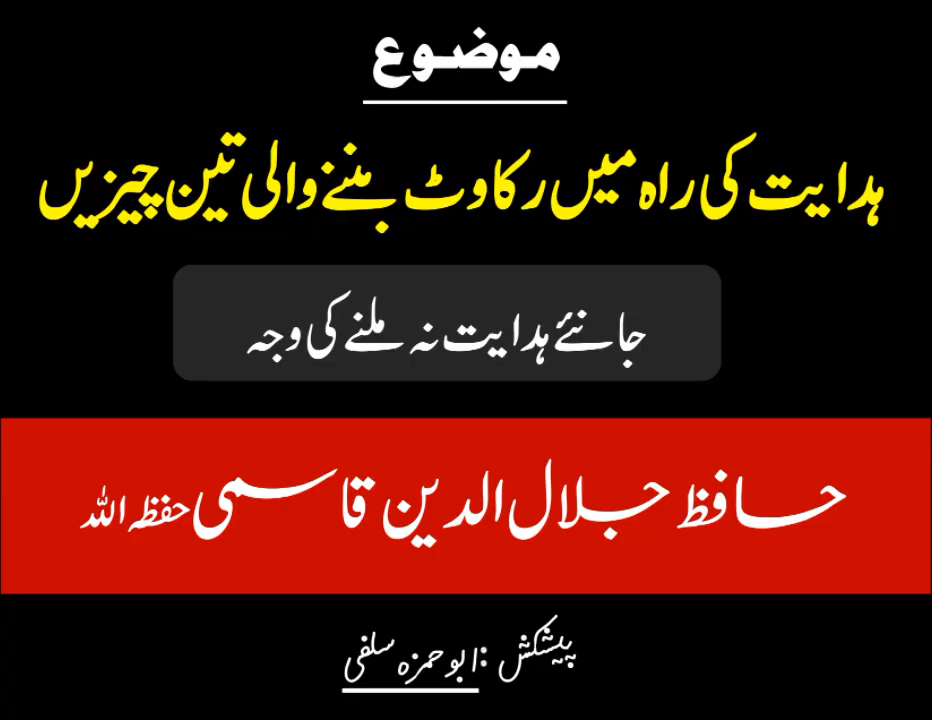 موضوع
ہدایت کی راہ میں رکاوٹ بننے والی تین چیزیں
جانئے ہدایت نہ ملنے کی وجہ
حافظ جلال الدین قاسمی حفظہ اللہ
پیشکش : ابو حمزہ سلفی